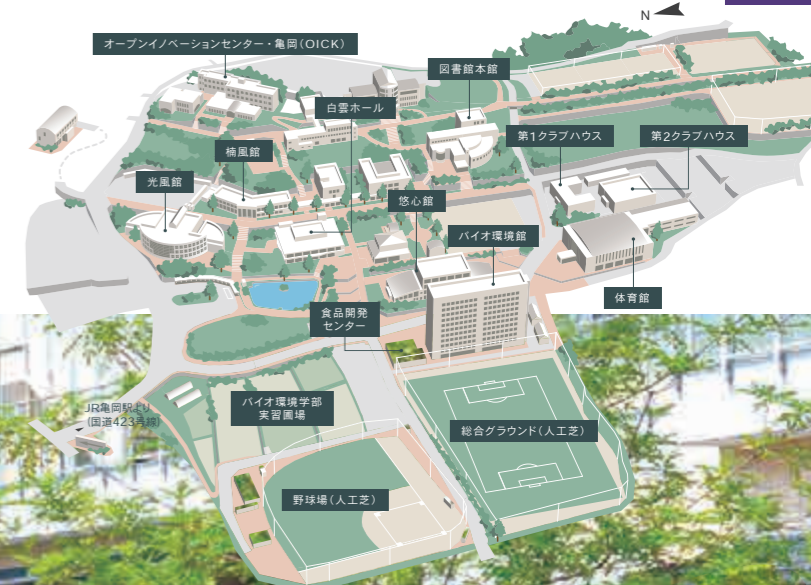 N
オープンイノベーションセンター・亀岡(OICK)
図書館本館
白雲ホール
第1クラブハウス
第2クラブハウス
楠風館
光風館
悠心館
バイオ環境館
体育館
食品開発
センター
JR亀岡駅より
(国道423号線)
バイオ環境学部
実習圃場
総合グラウンド(人工芝)
野球場(人工芝)